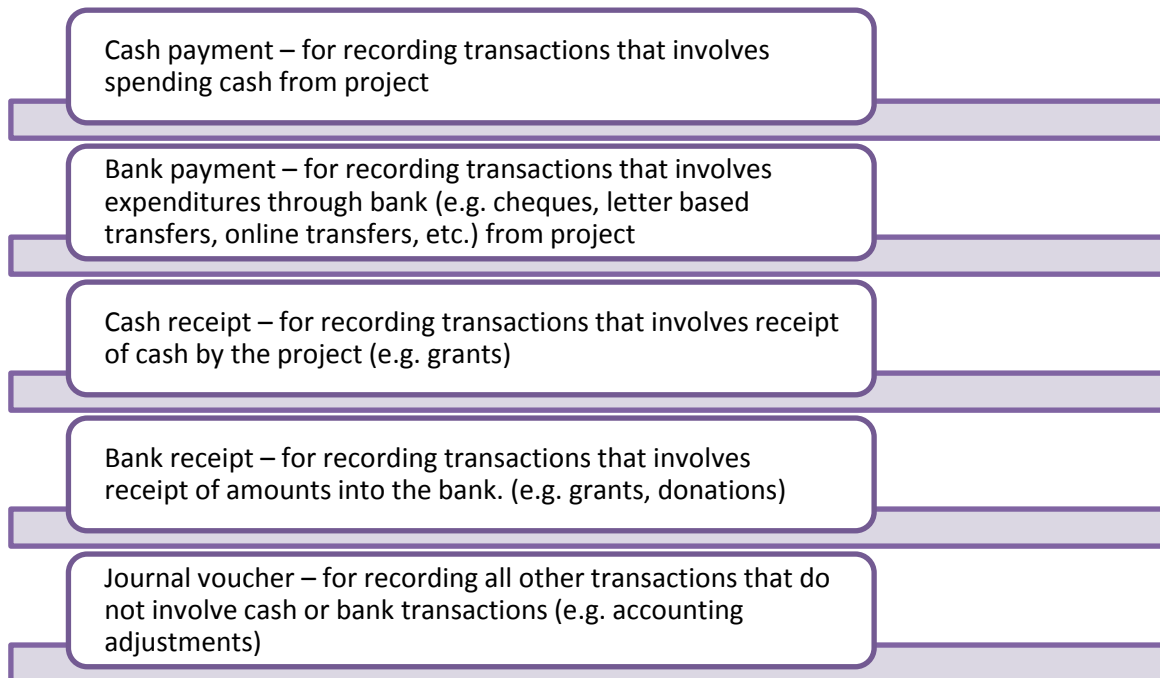 Cash payment – for recording transactions that involves
spending cash from project
Bank payment – for recording transactions that involves
expenditures through bank (e.g. cheques, letter based
transfers, online transfers, etc.) from project
Cash receipt – for recording transactions that involves receipt
of cash by the project (e.g. grants)
Bank receipt – for recording transactions that involves
receipt of amounts into the bank. (e.g. grants, donations)
Journal voucher – for recording all other transactions that do
not involve cash or bank transactions (e.g. accounting
adjustments)